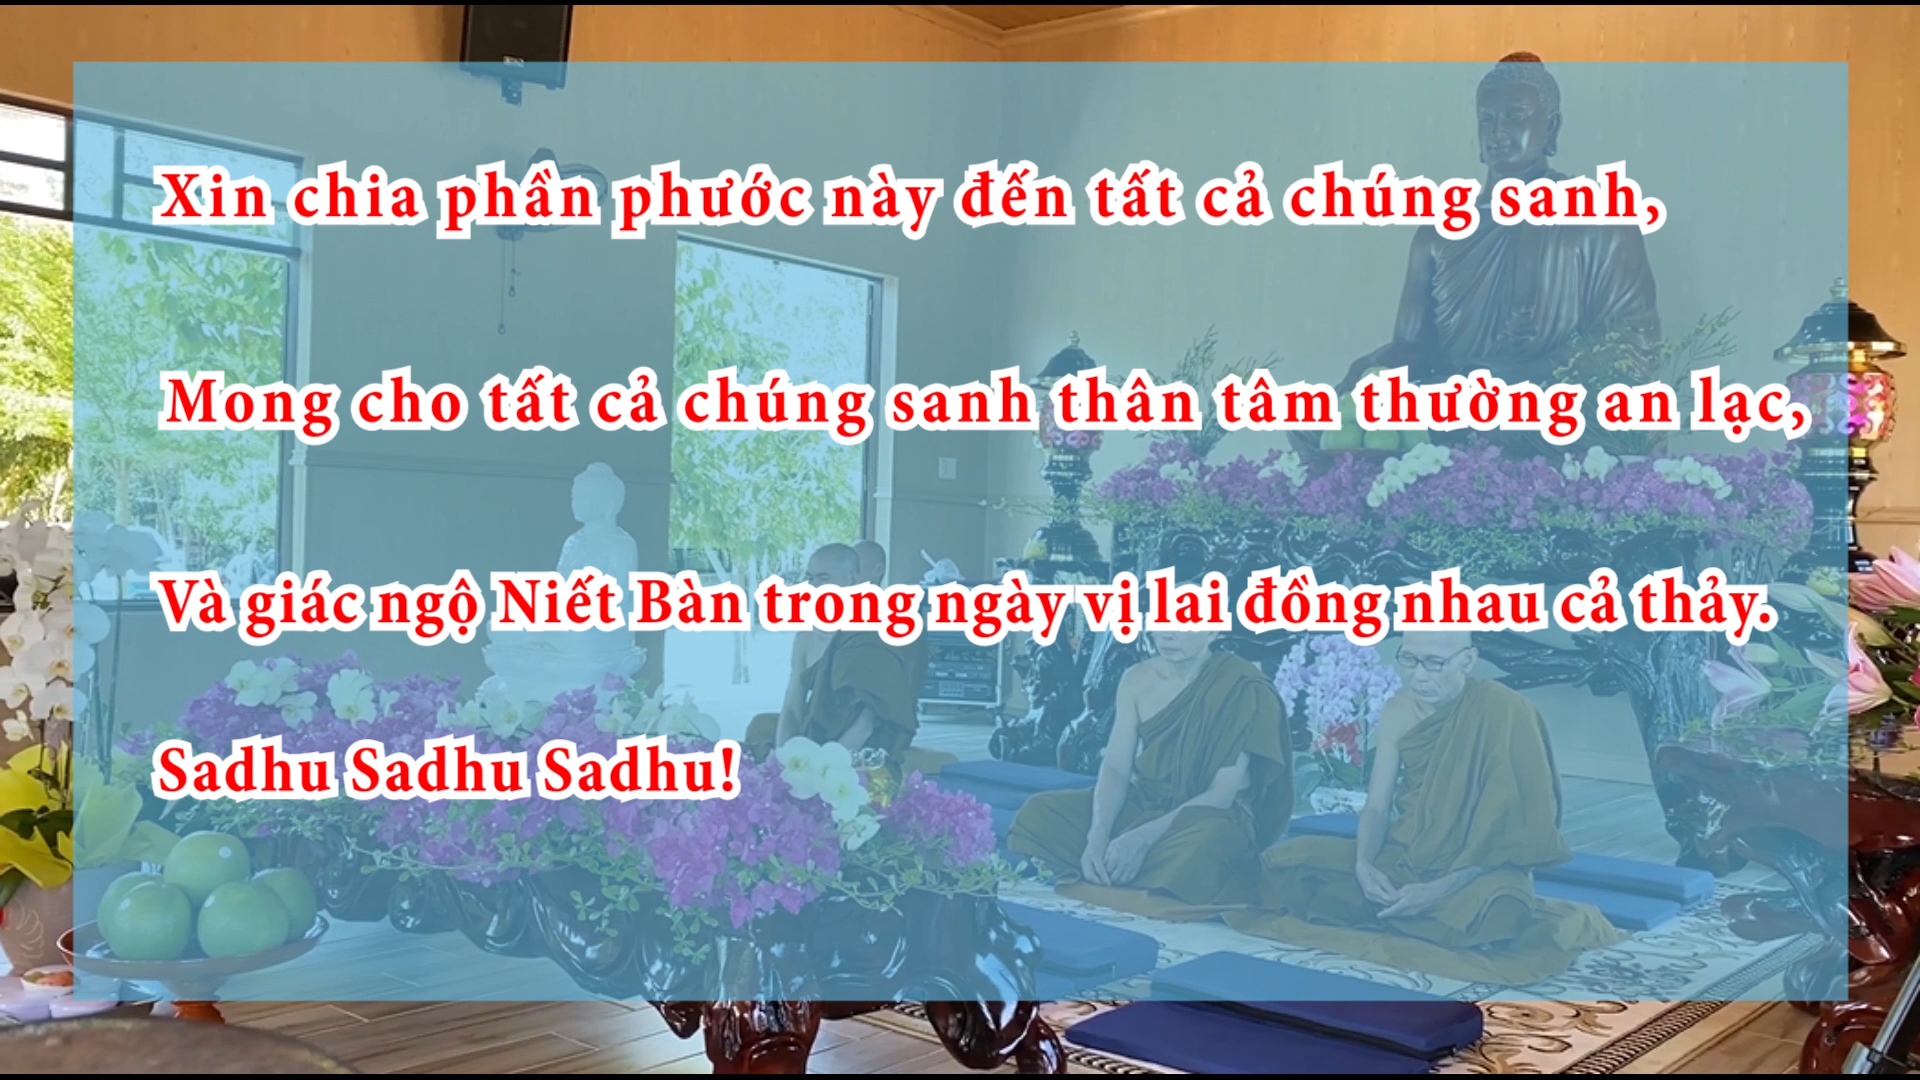 Xin chia phần phước này đến tất cả chúng sanh,
Mong cho tất cả chúng sanh thân tâm thường an lạc,
Và giác ngộ Niết Bàn trong ngày vị lai đồng nhau cả thảy.
Sadhu Sadhu Sadhu!